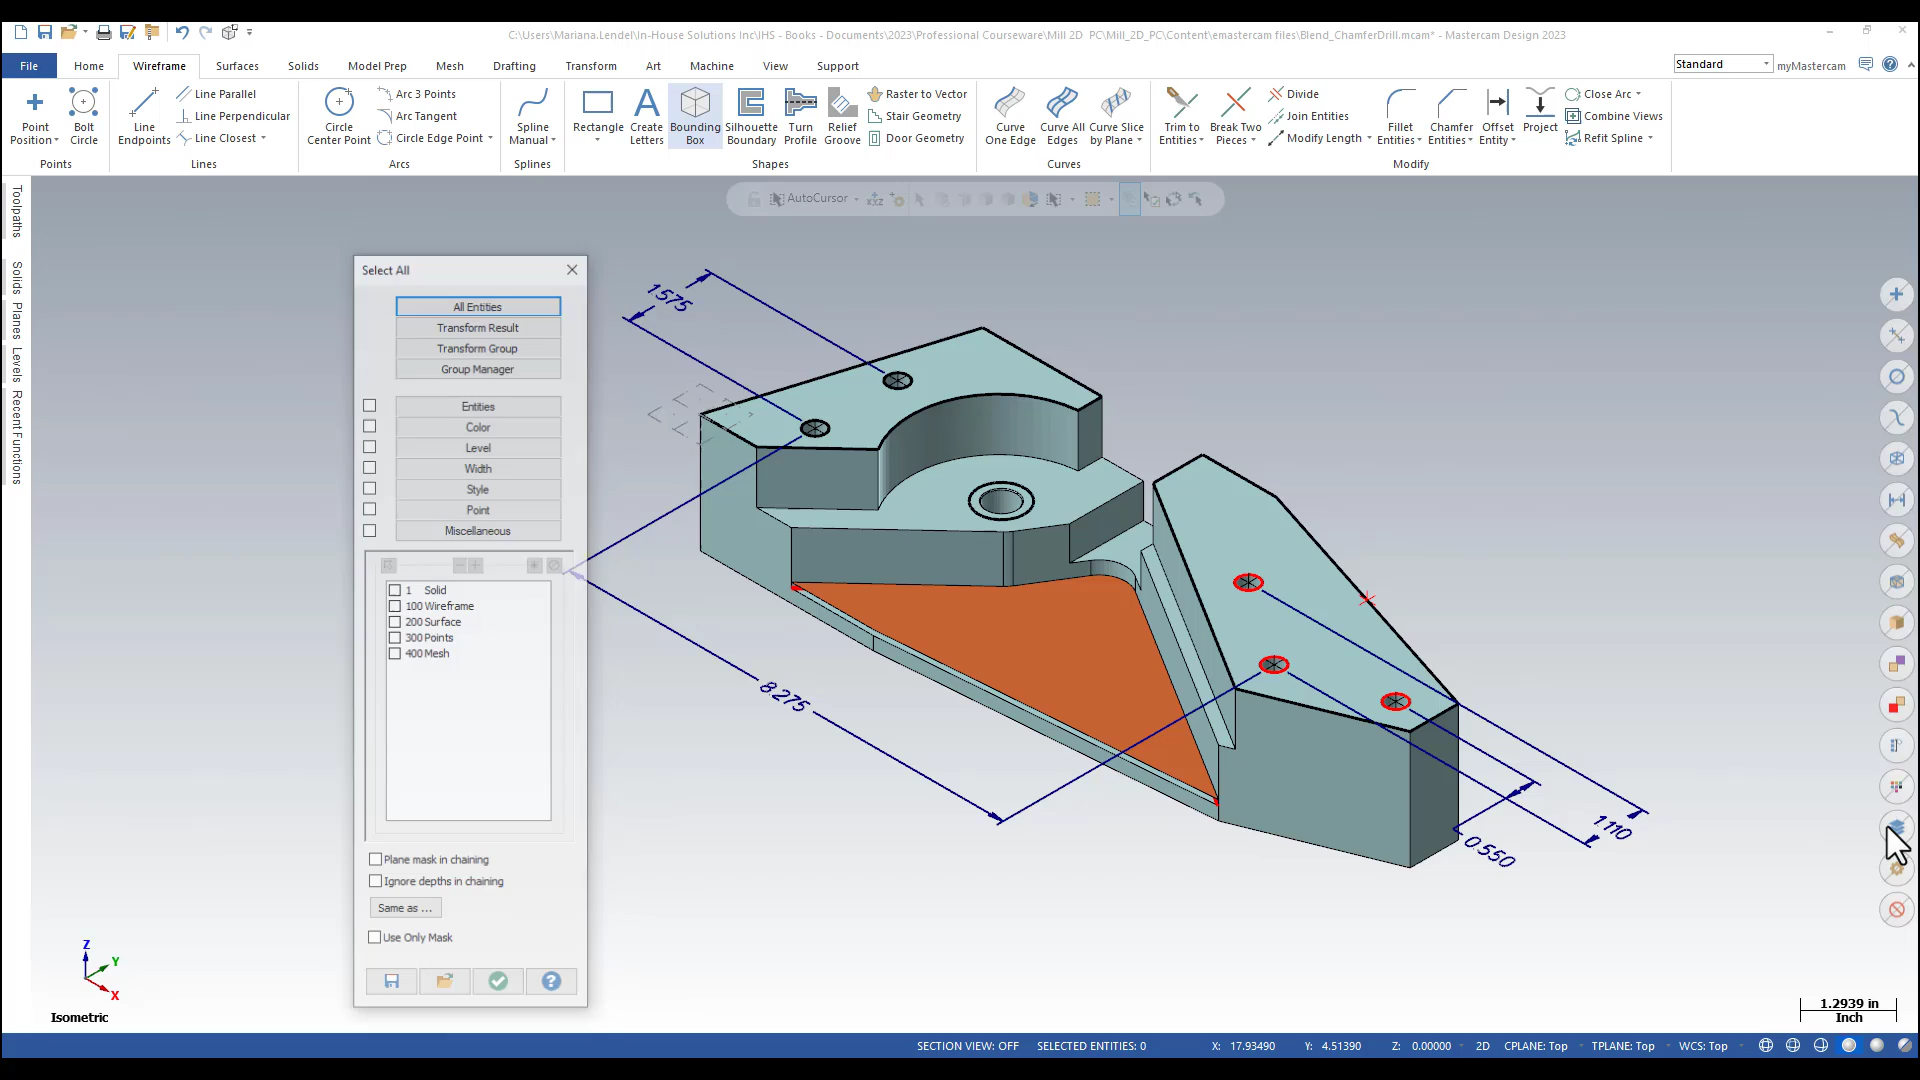 C:\Users\Mariana.Lendel\In-House Solutions Inc\IHS - Books - Documents\2023\Professional Courseware\Mill 2D PC\Mill_2D_PC\Content\emastercam files\Blend_ChamferDrill.mcam* - Mastercam Design 2023
File Home Wireframe Surfaces Solids Model Prep Mesh Drafting Transform Art Machine View Support
Standard myMastercam
Point Position
Bolt Circle
Points
Line Endpoints
Line Parallel
Line Perpendicular
Line Closest
Lines
Circle Center Point
Arc 3 Points
Arc Tangent
Circle Edge Point
Arcs
Spline Manual
Splines
Rectangle
Create Letters
Bounding Box
Silhouette Boundary
Turn Profile
Relief Groove
Raster to Vector
Stair Geometry
Door Geometry
Shapes
Curve One Edge
Curve All Edges
Curve Slice by Plane
Curves
Trim to Entities
Break Two Pieces
Divide
Join Entities
Modify Length
Fillet Entities
Chamfer Entities
Offset Entity
Project
Close Arc
Combine Views
Refit Spline
Modify
Toolpaths
Solids
Planes
Levels
Recent Functions
AutoCursor
Select All
All Entities
Transform Result
Transform Group
Group Manager
Entities
Color
Level
Width
Style
Point
Miscellaneous
1 Solid
100 Wireframe
200 Surface
300 Points
400 Mesh
Plane mask in chaining
Ignore depths in chaining
Same as ...
Use Only Mask
1.575
8.275
1.110
0.550
Z
Y
X
Isometric
1.2939 in
Inch
SECTION VIEW: OFF SELECTED ENTITIES: 0 X: 17.93490 Y: 4.51390 Z: 0.00000 2D CPLANE: Top TPLANE: Top WCS: Top